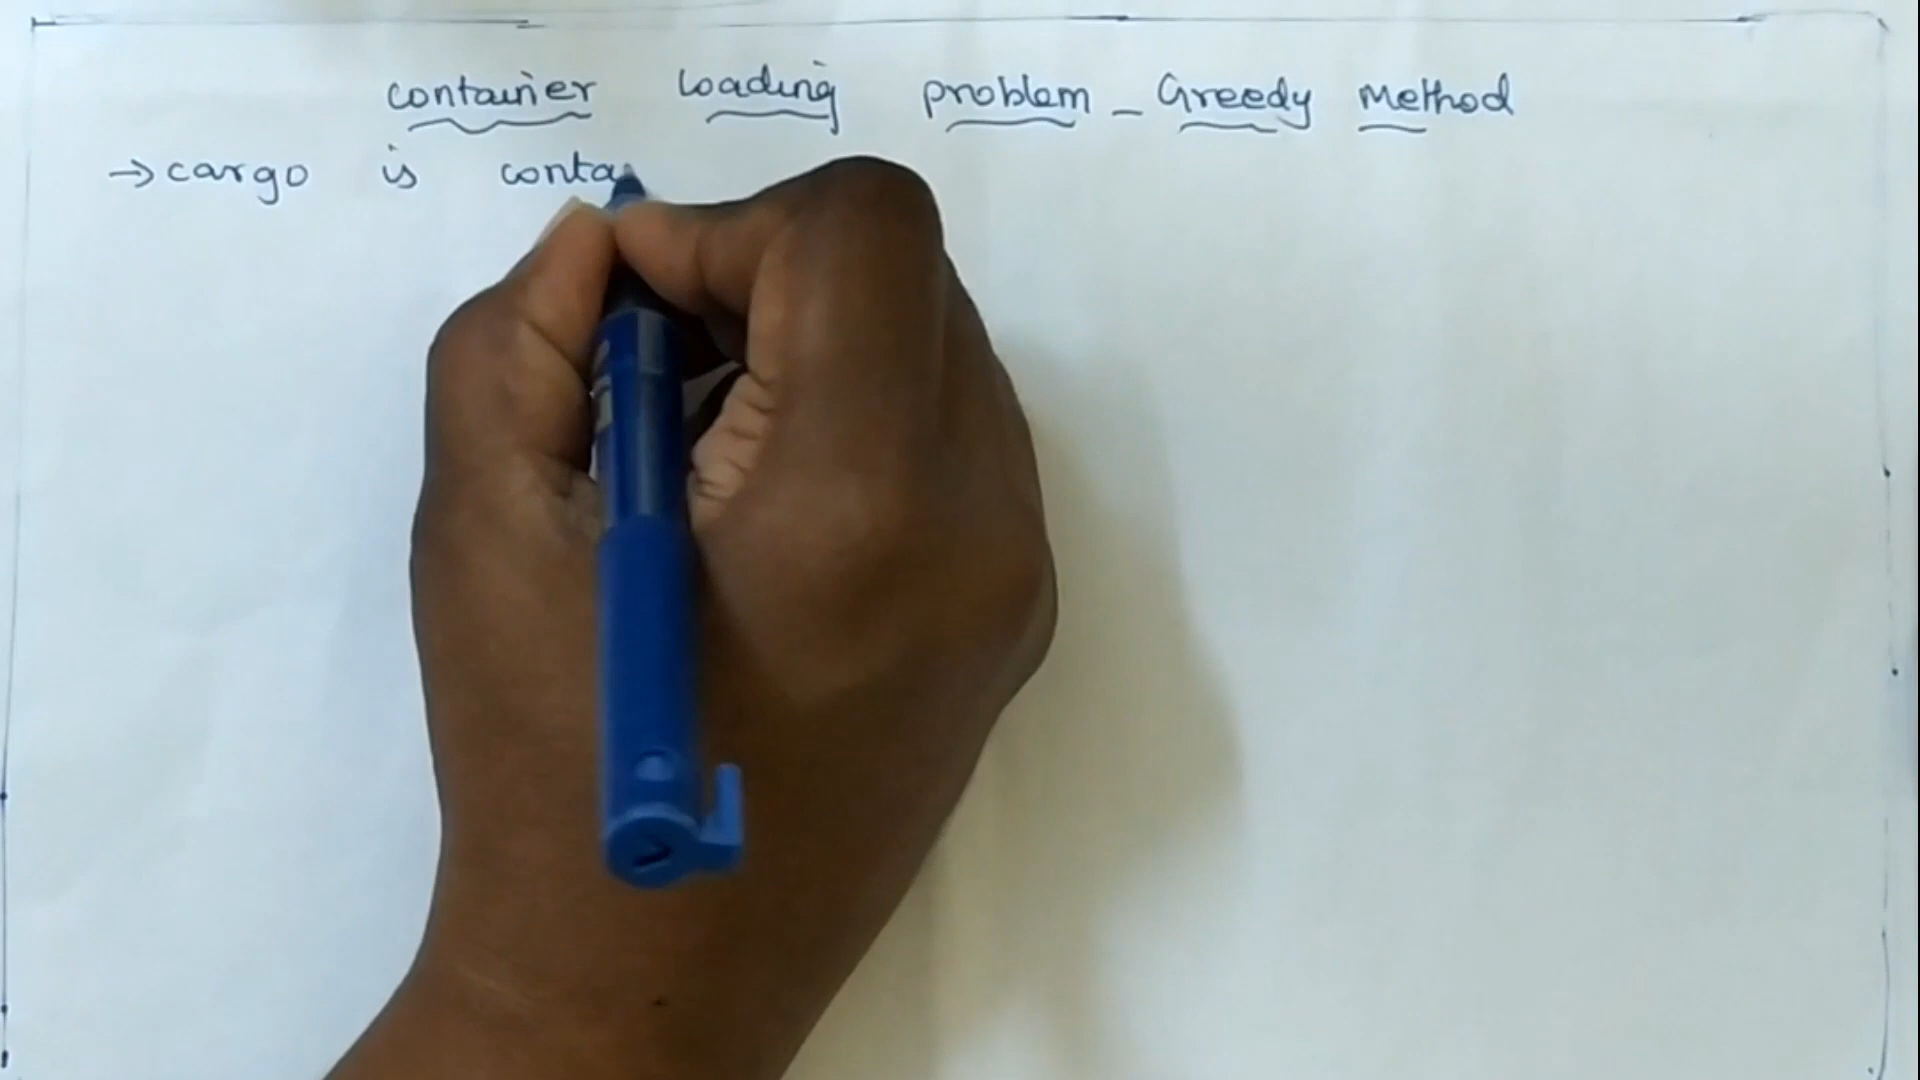 container loading problem - Greedy Method
→ cargo is conta